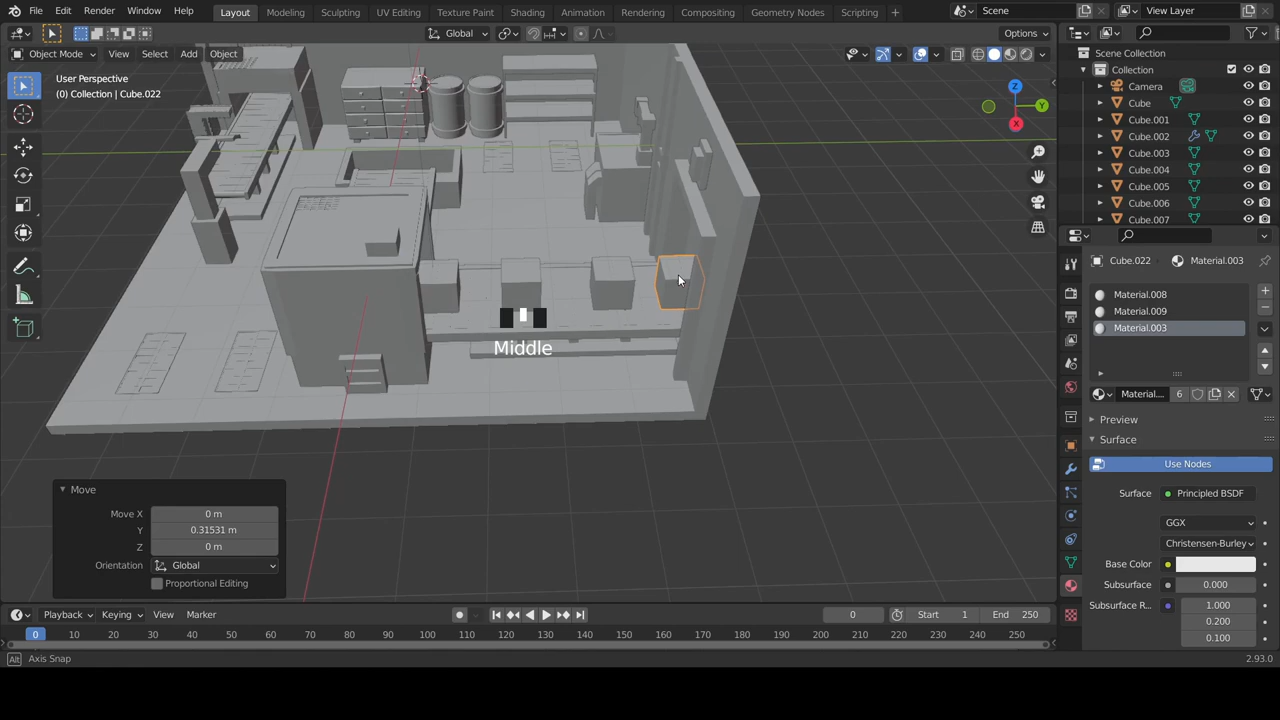 File Edit Render Window Help Layout Modeling Sculpting UV Editing Texture Paint Shading Animation Rendering Compositing Geometry Nodes Scripting + Scene View Layer
Global Options
Object Mode View Select Add Object
User Perspective
(0) Collection | Cube.022
Scene Collection
Collection
Camera
Cube
Cube.001
Cube.002
Cube.003
Cube.004
Cube.005
Cube.006
Cube.007
Z
Y
X
Cube.022 Material.003
Material.008
Material.009
Material.003
Material.... 6
Preview
Surface
Use Nodes
Surface Principled BSDF
GGX
Christensen-Burley
Base Color
Subsurface 0.000
Subsurface R... 1.000
0.200
0.100
Middle
Move
Move X 0 m
Y 0.31531 m
Z 0 m
Orientation Global
Proportional Editing
Playback Keying View Marker 0 Start 1 End 250
0 10 20 30 40 50 60 70 80 90 100 110 120 130 140 150 160 170 180 190 200 210 220 230 240 250
Alt Axis Snap 2.93.0